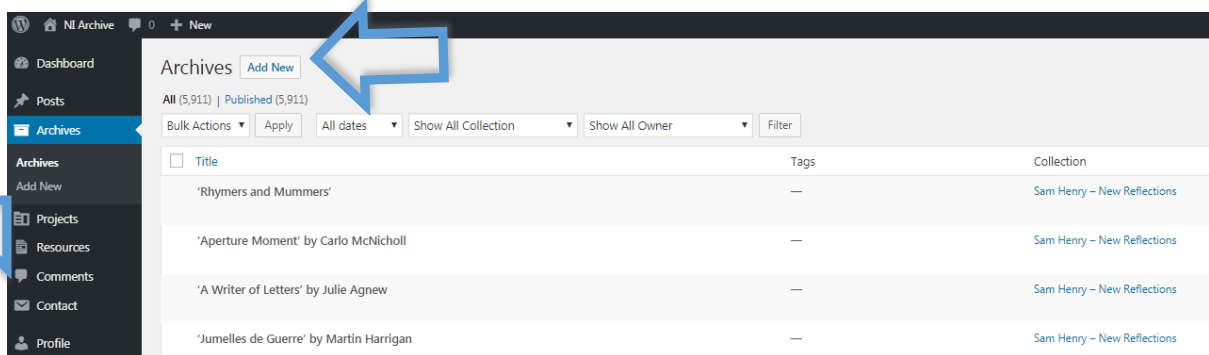 NI Archive 0 + New
Dashboard
Posts
Archives
Archives
Add New
Projects
Resources
Comments
Contact
Profile
Archives Add New
All (5,911) | Published (5,911)
Bulk Actions Apply All dates Show All Collection Show All Owner Filter
Title Tags Collection
‘Rhymers and Mummers’ — Sam Henry – New Reflections
‘Aperture Moment’ by Carlo McNicholl — Sam Henry – New Reflections
‘A Writer of Letters’ by Julie Agnew — Sam Henry – New Reflections
‘Jumelles de Guerre’ by Martin Harrigan — Sam Henry – New Reflections